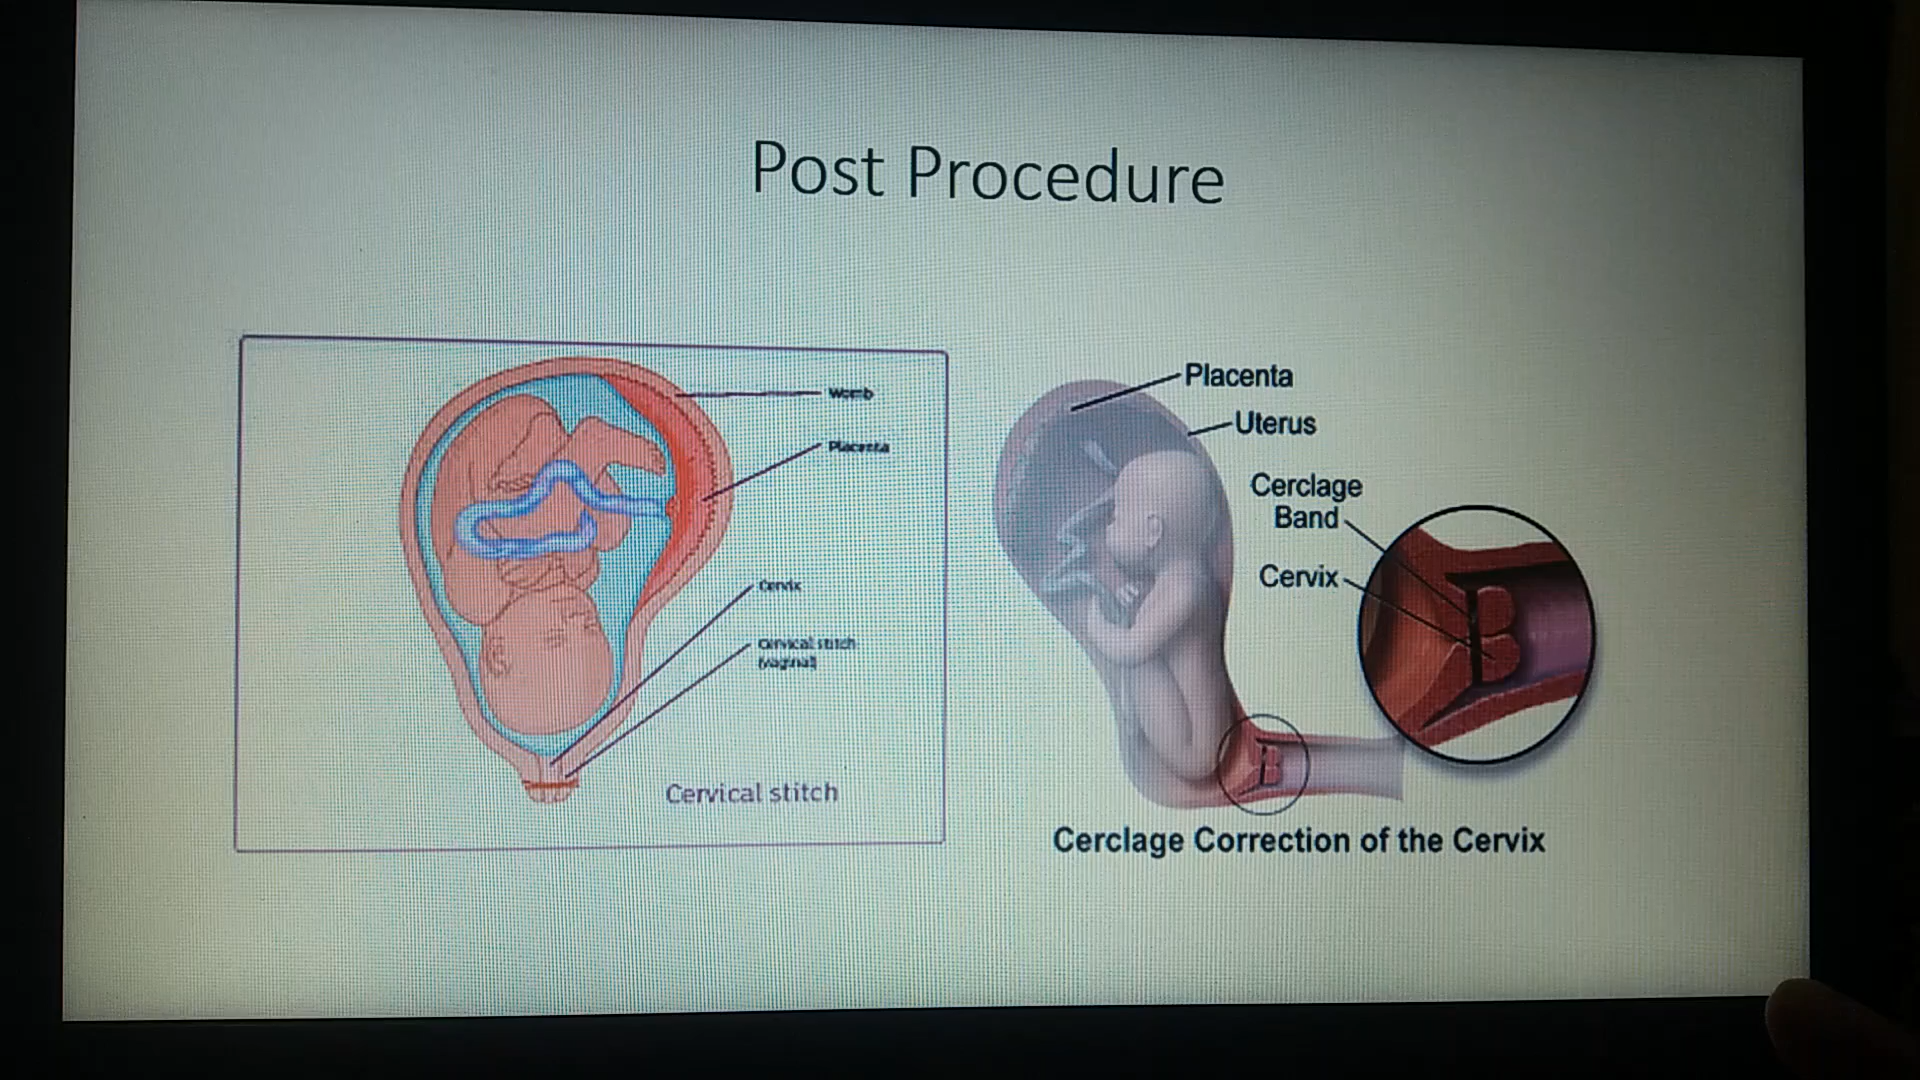 Post Procedure
Womb
Placenta
Cervix
Cervical stitch
(vaginal)
Cervical stitch
Placenta
Uterus
Cerclage
Band
Cervix
Cerclage Correction of the Cervix